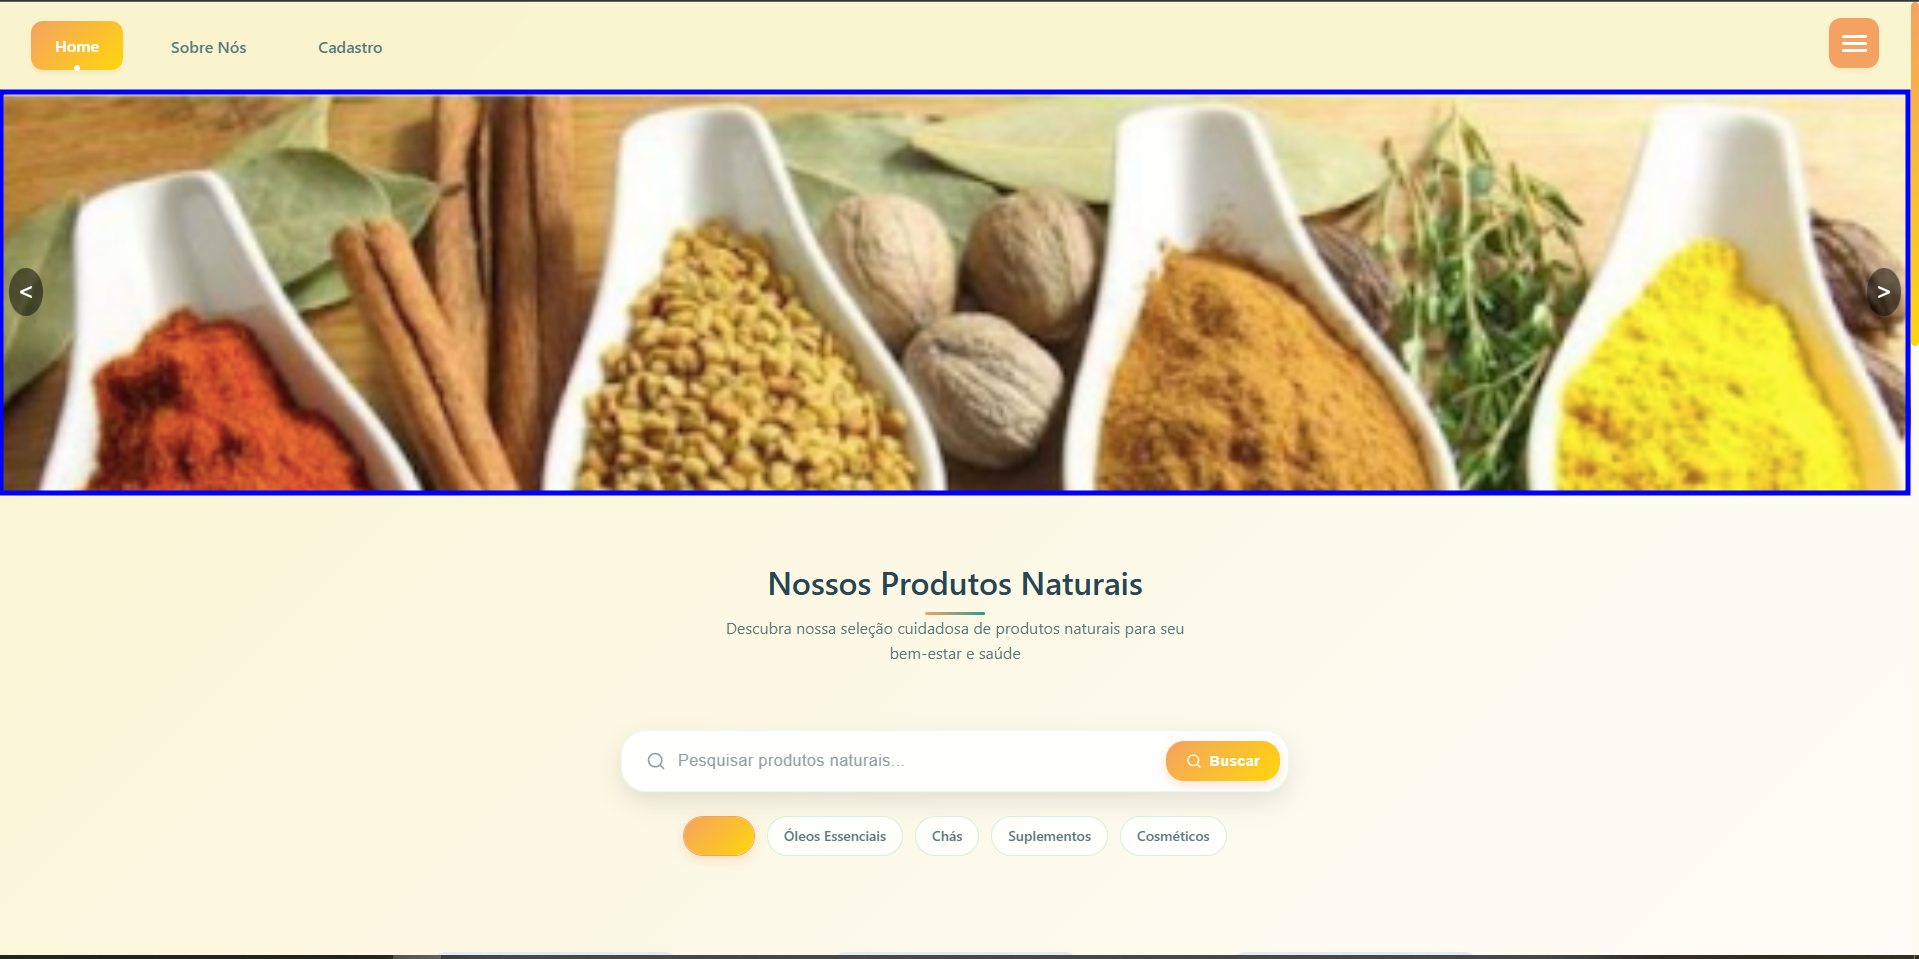 Home
Sobre Nós
Cadastro
<
>
Nossos Produtos Naturais
Descubra nossa seleção cuidadosa de produtos naturais para seu
bem-estar e saúde
Pesquisar produtos naturais...
Buscar
Óleos Essenciais
Chás
Suplementos
Cosméticos